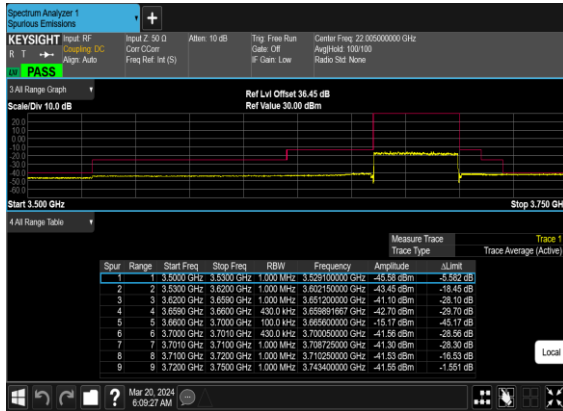 Spectrum Analyzer 1
Spurious Emissions
+
KEYSIGHT Input: RF Input Z: 50 Ω Atten: 10 dB Trig: Free Run Center Freq: 22.005000000 GHz
R T Coupling: DC Corr CCorr Gate: Off Avg|Hold: 100/100
Align: Auto Freq Ref: Int (S) IF Gain: Low Radio Std: None
LXI PASS
3 All Range Graph
Ref Lvl Offset 36.45 dB
Scale/Div 10.0 dB Ref Value 30.00 dBm
20.0
10.0
0.00
-10.0
-20.0
-30.0
-40.0
-50.0
-60.0
Start 3.500 GHz Stop 3.750 GH
4 All Range Table
Measure Trace Trace 1
Trace Type Trace Average (Active)
Spur Range Start Freq Stop Freq RBW Frequency Amplitude ΔLimit
1 1 3.5000 GHz 3.5300 GHz 1.000 MHz 3.529100000 GHz -45.58 dBm -5.582 dB
2 2 3.5300 GHz 3.6200 GHz 1.000 MHz 3.602150000 GHz -43.45 dBm -18.45 dB
3 3 3.6200 GHz 3.6590 GHz 1.000 MHz 3.651200000 GHz -41.10 dBm -28.10 dB
4 4 3.6590 GHz 3.6600 GHz 430.0 kHz 3.659891667 GHz -42.70 dBm -29.70 dB
5 5 3.6600 GHz 3.7000 GHz 100.0 kHz 3.665600000 GHz -15.17 dBm -45.17 dB
6 6 3.7000 GHz 3.7010 GHz 430.0 kHz 3.700050000 GHz -41.56 dBm -28.56 dB
7 7 3.7010 GHz 3.7100 GHz 1.000 MHz 3.708725000 GHz -41.30 dBm -28.30 dB
8 8 3.7100 GHz 3.7200 GHz 1.000 MHz 3.710250000 GHz -41.53 dBm -16.53 dB
9 9 3.7200 GHz 3.7500 GHz 1.000 MHz 3.743400000 GHz -41.55 dBm -1.551 dB
Local
? Mar 20, 2024
6:09:27 AM